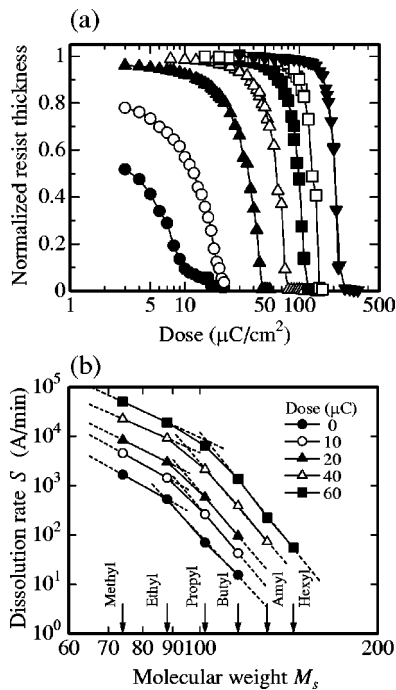 (a)
Normalized resist thickness
1
0.8
0.6
0.4
0.2
0
1 5 10 50 100 500
Dose (μC/cm²)
(b)
Dissolution rate S (A/min)
10⁵
10⁴
10³
10²
10¹
10⁰
Dose (μC)
0
10
20
40
60
Methyl
Ethyl
Propyl
Butyl
Amyl
Hexyl
60 70 80 90 100 200
Molecular weight Mₛ